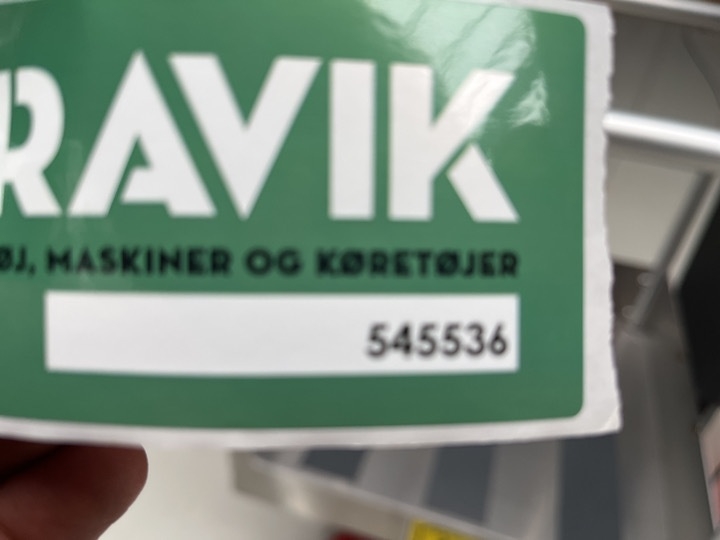 RAVIK
ØJ, MASKINER OG KØRETØJER
545536